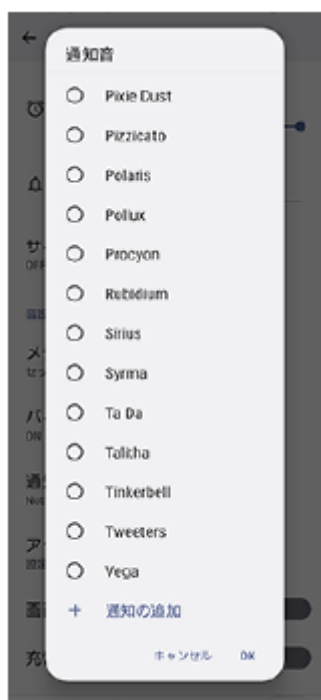 通知音
Pixie Dust
Pizzicato
Polaris
Pollux
Procyon
Rubidium
Sirius
Syrma
Ta Da
Talitha
Tinkerbell
Tweeters
Vega
+ 通知の追加
キャンセル OK